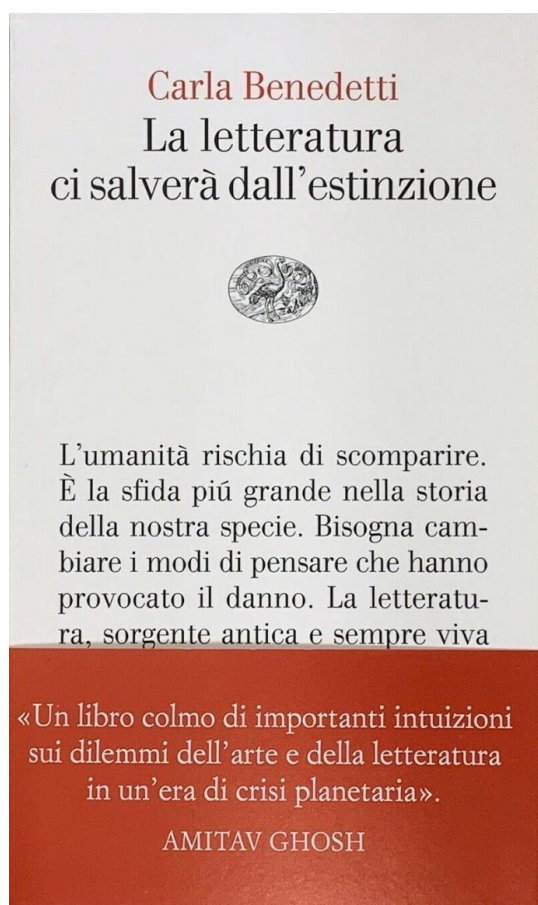 Carla Benedetti
La letteratura
ci salverà dall’estinzione
L’umanità rischia di scomparire.
È la sfida piú grande nella storia
della nostra specie. Bisogna cam-
biare i modi di pensare che hanno
provocato il danno. La letteratu-
ra, sorgente antica e sempre viva
«Un libro colmo di importanti intuizioni
sui dilemmi dell’arte e della letteratura
in un’era di crisi planetaria».
AMITAV GHOSH